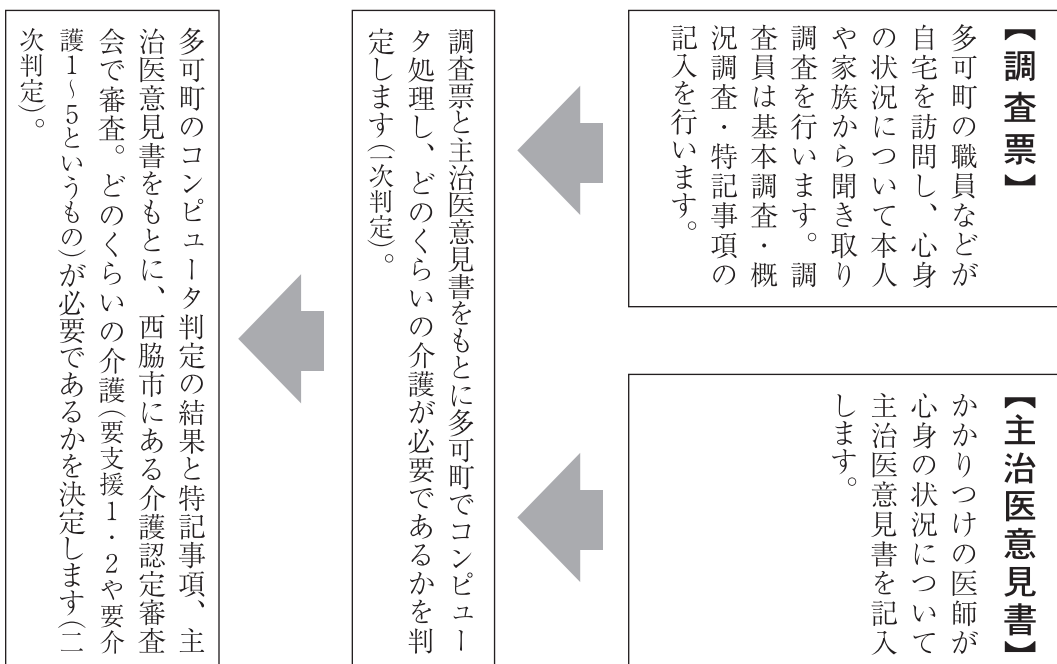 【調査票】
多可町の職員などが
自宅を訪問し、心身
の状況について本人
や家族から聞き取り
調査を行います。調
査員は基本調査・概
況調査・特記事項の
記入を行います。
【主治医意見書】
かかりつけの医師が
心身の状況について
主治医意見書を記入
します。
調査票と主治医意見書をもとに多可町でコンピュー
タ処理し、どのくらいの介護が必要であるかを判
定します(一次判定)。
多可町のコンピュータ判定の結果と特記事項、主
治医意見書をもとに、西脇市にある介護認定審査
会で審査。どのくらいの介護(要支援1・2や要介
護1~5というもの)が必要であるかを決定します(二
次判定)。